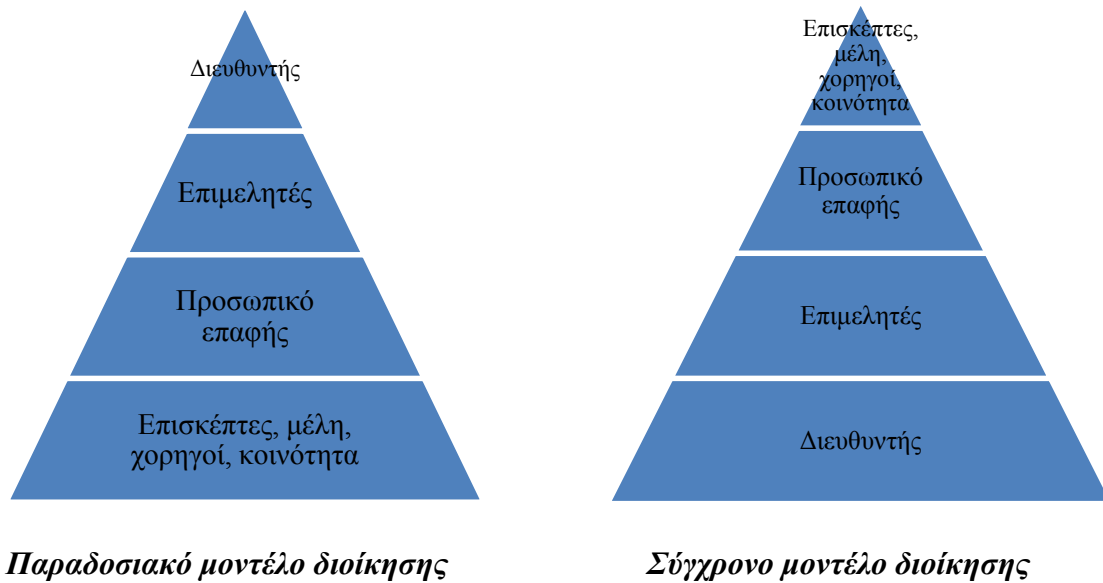 Διευθυντής
Επιμελητές
Προσωπικό
επαφής
Επισκέπτες, μέλη,
χορηγοί, κοινότητα
Παραδοσιακό μοντέλο διοίκησης
Επισκέπτες,
μέλη,
χορηγοί,
κοινότητα
Προσωπικό
επαφής
Επιμελητές
Διευθυντής
Σύγχρονο μοντέλο διοίκησης